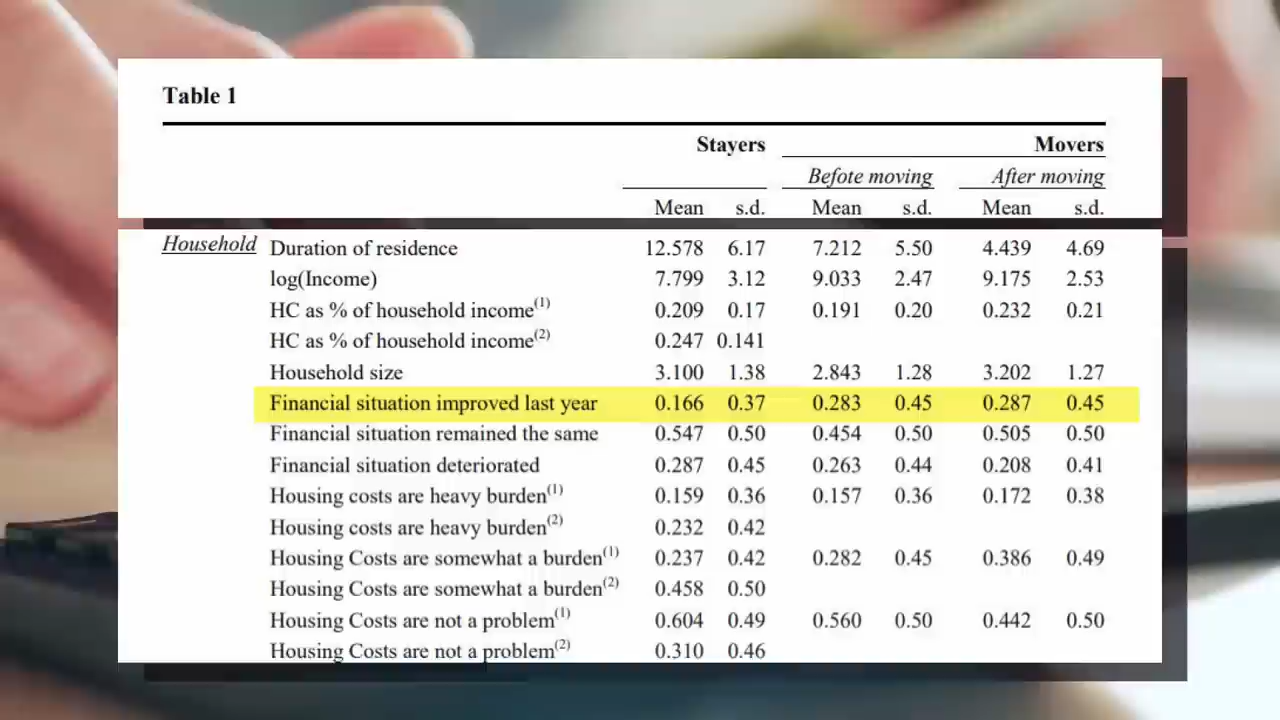 Table 1
Stayers Movers
Befote moving After moving
Mean s.d. Mean s.d. Mean s.d.
Household Duration of residence 12.578 6.17 7.212 5.50 4.439 4.69
log(Income) 7.799 3.12 9.033 2.47 9.175 2.53
HC as % of household income(1) 0.209 0.17 0.191 0.20 0.232 0.21
HC as % of household income(2) 0.247 0.141
Household size 3.100 1.38 2.843 1.28 3.202 1.27
Financial situation improved last year 0.166 0.37 0.283 0.45 0.287 0.45
Financial situation remained the same 0.547 0.50 0.454 0.50 0.505 0.50
Financial situation deteriorated 0.287 0.45 0.263 0.44 0.208 0.41
Housing costs are heavy burden(1) 0.159 0.36 0.157 0.36 0.172 0.38
Housing costs are heavy burden(2) 0.232 0.42
Housing Costs are somewhat a burden(1) 0.237 0.42 0.282 0.45 0.386 0.49
Housing Costs are somewhat a burden(2) 0.458 0.50
Housing Costs are not a problem(1) 0.604 0.49 0.560 0.50 0.442 0.50
Housing Costs are not a problem(2) 0.310 0.46